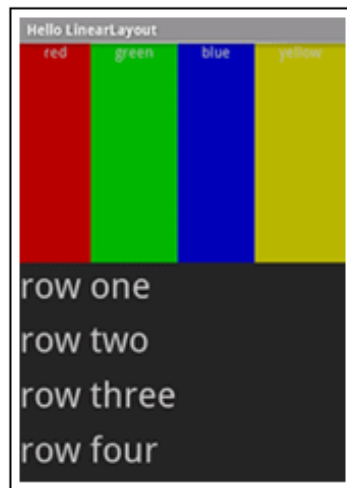 Hello LinearLayout
red green blue yellow
row one
row two
row three
row four